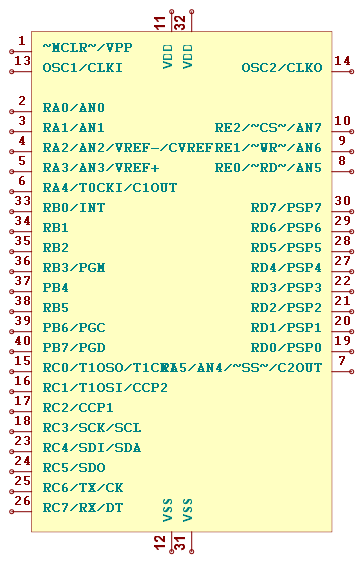 11 32
1 ~MCLR~/VPP VDD VDD
13 OSC1/CLKI OSC2/CLKO 14
2 RA0/AN0
3 RA1/AN1 RE2/~CS~/AN7 10
4 RA2/AN2/VREF-/CVREF RE1/~WR~/AN6 9
5 RA3/AN3/VREF+ RE0/~RD~/AN5 8
6 RA4/T0CKI/C1OUT
33 RB0/INT RD7/PSP7 30
34 RB1 RD6/PSP6 29
35 RB2 RD5/PSP5 28
36 RB3/PGM RD4/PSP4 27
37 PB4 RD3/PSP3 22
38 RB5 RD2/PSP2 21
39 PB6/PGC RD1/PSP1 20
40 PB7/PGD RD0/PSP0 19
15 RC0/T1OSO/T1CKI RA5/AN4/~SS~/C2OUT 7
16 RC1/T1OSI/CCP2
17 RC2/CCP1
18 RC3/SCK/SCL
23 RC4/SDI/SDA
24 RC5/SDO
25 RC6/TX/CK
26 RC7/RX/DT VSS VSS
12 31